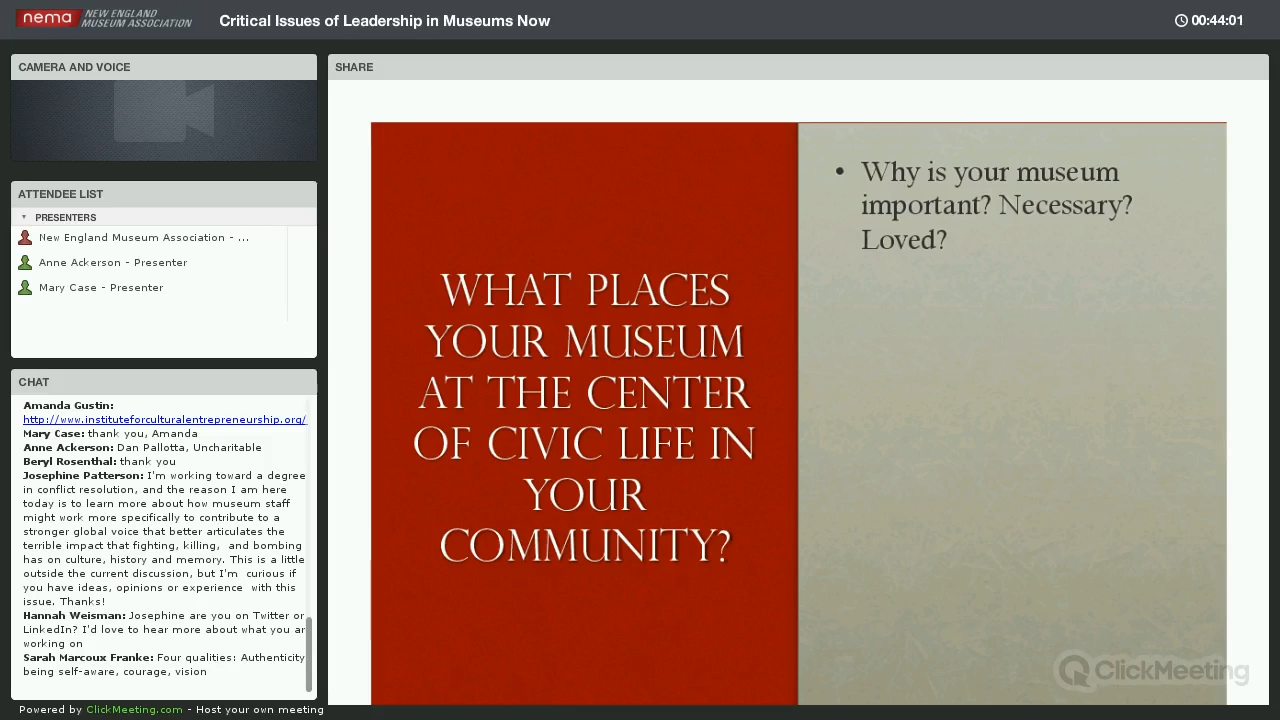 nema NEW ENGLAND
MUSEUM ASSOCIATION
Critical Issues of Leadership in Museums Now
00:44:01
CAMERA AND VOICE
ATTENDEE LIST
PRESENTERS
New England Museum Association - ...
Anne Ackerson - Presenter
Mary Case - Presenter
CHAT
Amanda Gustin:
http://www.instituteforculturalentrepreneurship.org/
Mary Case: thank you, Amanda
Anne Ackerson: Dan Pallotta, Uncharitable
Beryl Rosenthal: thank you
Josephine Patterson: I'm working toward a degree
in conflict resolution, and the reason I am here
today is to learn more about how museum staff
might work more specifically to contribute to a
stronger global voice that better articulates the
terrible impact that fighting, killing, and bombing
has on culture, history and memory. This is a little
outside the current discussion, but I'm curious if
you have ideas, opinions or experience with this
issue. Thanks!
Hannah Weisman: Josephine are you on Twitter or
LinkedIn? I'd love to hear more about what you ar
working on
Sarah Marcoux Franke: Four qualities: Authenticity
being self-aware, courage, vision
Powered by ClickMeeting.com - Host your own meeting
SHARE
WHAT PLACES
YOUR MUSEUM
AT THE CENTER
OF CIVIC LIFE IN
YOUR
COMMUNITY?
• Why is your museum
important? Necessary?
Loved?
ClickMeeting